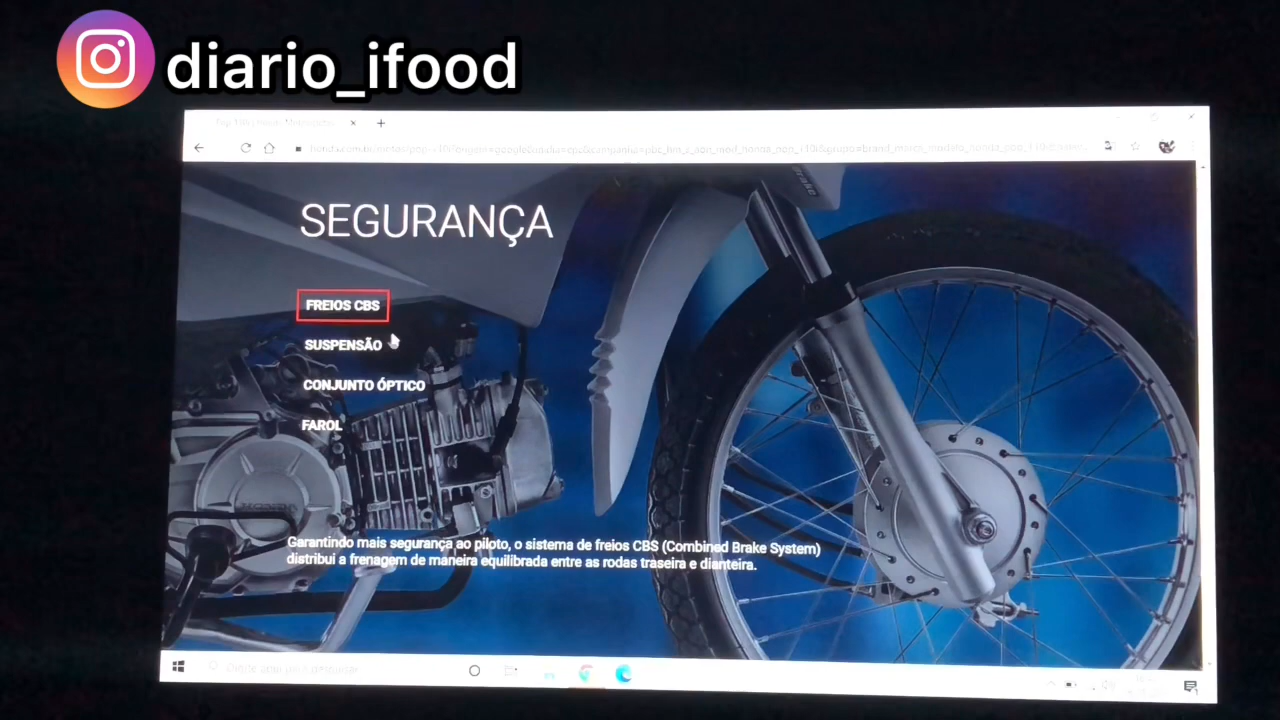 diario_ifood
SEGURANÇA
FREIOS CBS
SUSPENSÃO
CONJUNTO ÓPTICO
FAROL
HONDA
Garantindo mais segurança ao piloto, o sistema de freios CBS (Combined Brake System)
distribui a frenagem de maneira equilibrada entre as rodas traseira e dianteira.